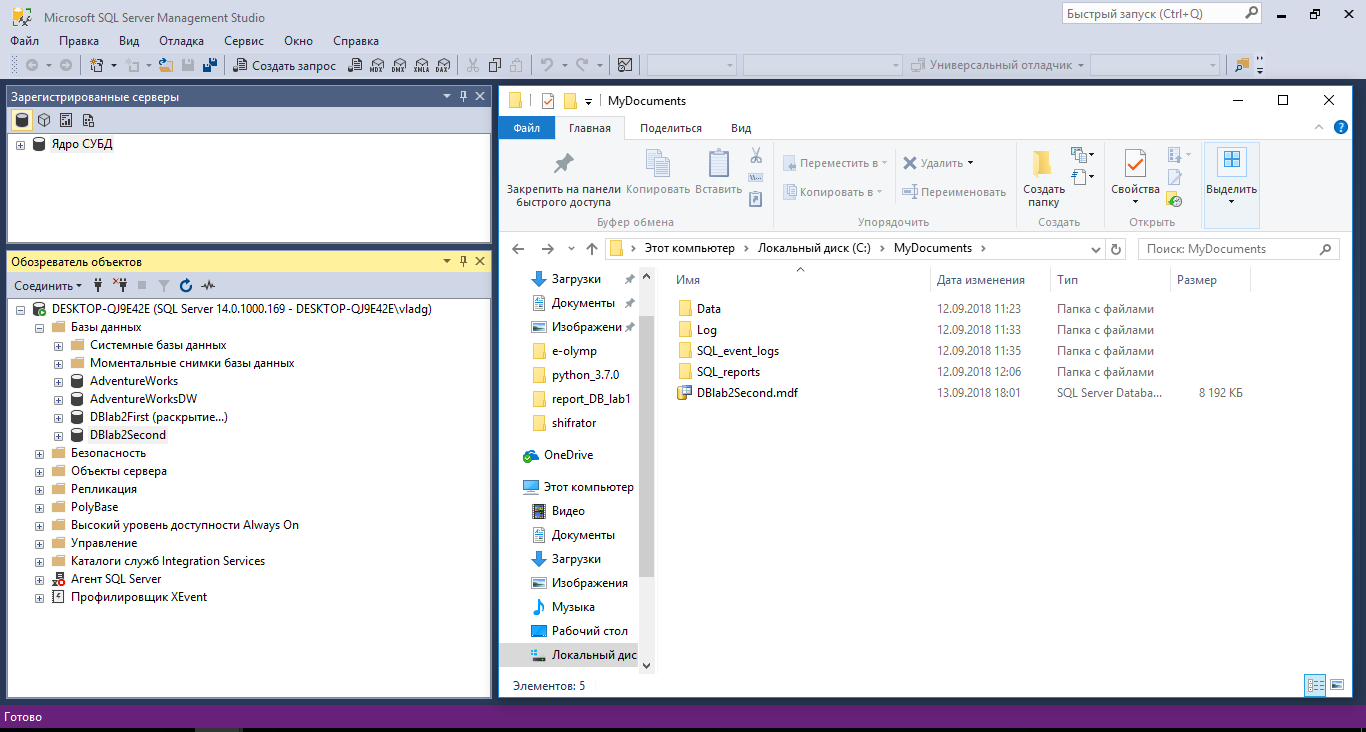 Microsoft SQL Server Management Studio
Быстрый запуск (Ctrl+Q)
Файл Правка Вид Отладка Сервис Окно Справка
Создать запрос MDX DMX XMLA DAX Универсальный отладчик
Зарегистрированные серверы
Ядро СУБД
Обозреватель объектов
Соединить
DESKTOP-QJ9E42E (SQL Server 14.0.1000.169 - DESKTOP-QJ9E42E\vladg)
Базы данных
Системные базы данных
Моментальные снимки базы данных
AdventureWorks
AdventureWorksDW
DBlab2First (раскрытие...)
DBlab2Second
Безопасность
Объекты сервера
Репликация
PolyBase
Высокий уровень доступности Always On
Управление
Каталоги служб Integration Services
Агент SQL Server
Профилировщик XEvent
MyDocuments
Файл Главная Поделиться Вид
Закрепить на панели быстрого доступа
Копировать
Вставить
Буфер обмена
Переместить в
Копировать в
Удалить
Переименовать
Упорядочить
Создать папку
Создать
Свойства
Открыть
Выделить
Этот компьютер Локальный диск (C:) MyDocuments
Поиск: MyDocuments
Загрузки
Документы
Изображени
e-olymp
python_3.7.0
report_DB_lab1
shifrator
OneDrive
Этот компьютер
Видео
Документы
Загрузки
Изображения
Музыка
Рабочий стол
Локальный дис
Имя Дата изменения Тип Размер
Data 12.09.2018 11:23 Папка с файлами
Log 12.09.2018 11:33 Папка с файлами
SQL_event_logs 12.09.2018 11:35 Папка с файлами
SQL_reports 12.09.2018 12:06 Папка с файлами
DBlab2Second.mdf 13.09.2018 18:01 SQL Server Databa... 8 192 КБ
Элементов: 5
Готово